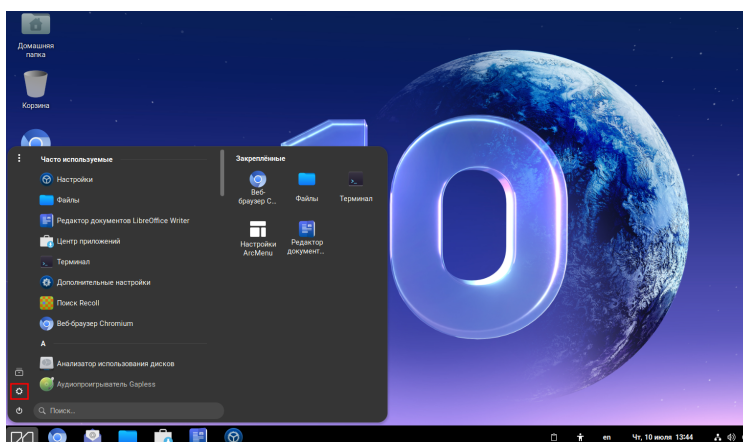 Домашняя
папка
Корзина
10
Часто используемые
Настройки
Файлы
Редактор документов LibreOffice Writer
Центр приложений
Терминал
Дополнительные настройки
Поиск Recoll
Веб-браузер Chromium
А
Анализатор использования дисков
Аудиопроигрыватель Gapless
Поиск...
Закреплённые
Веб-
браузер C...
Файлы
Терминал
Настройки
ArcMenu
Редактор
документ...
en
Чт, 10 июля 13:44